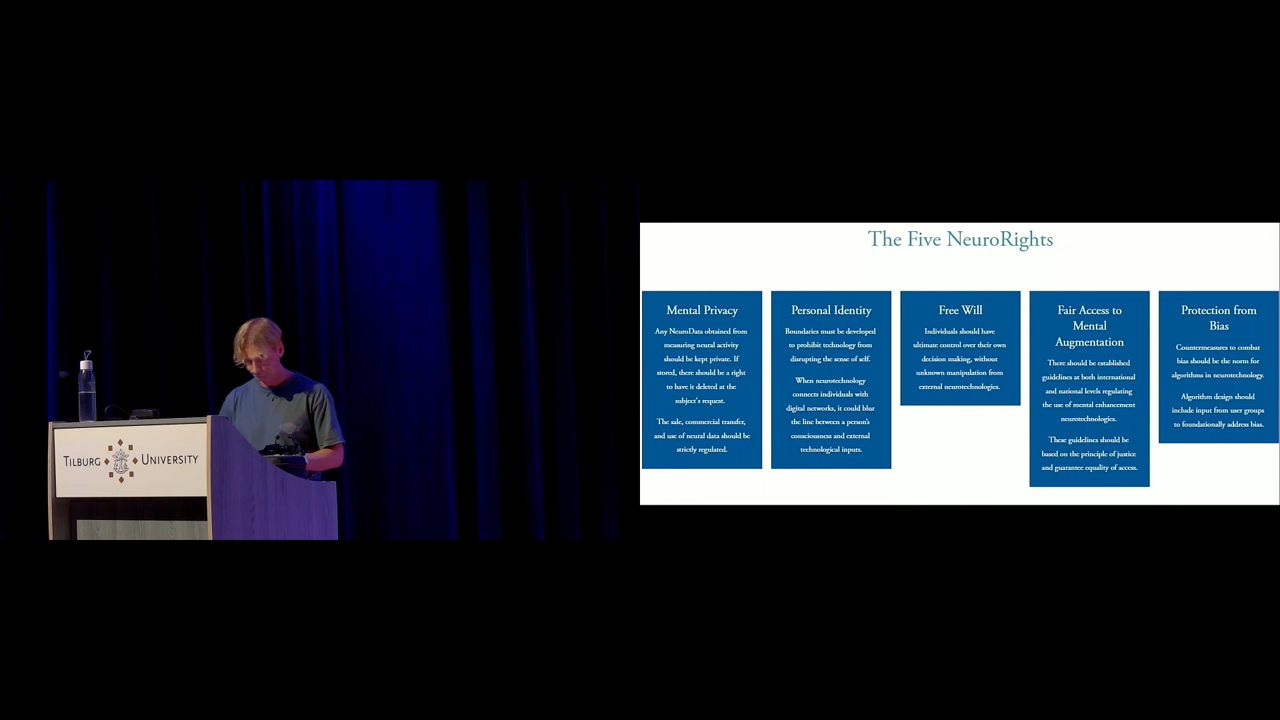 TILBURG UNIVERSITY
The Five NeuroRights
Mental Privacy
Any NeuroData obtained from
measuring neural activity
should be kept private. If
stored, there should be a right
to have it deleted at the
subject's request.
The sale, commercial transfer,
and use of neural data should be
strictly regulated.
Personal Identity
Boundaries must be developed
to prohibit technology from
disrupting the sense of self.
When neurotechnology
connects individuals with
digital networks, it could blur
the line between a person's
consciousness and external
technological inputs.
Free Will
Individuals should have
ultimate control over their own
decision making, without
unknown manipulation from
external neurotechnologies.
Fair Access to
Mental
Augmentation
There should be established
guidelines at both international
and national levels regulating
the use of mental enhancement
neurotechnologies.
These guidelines should be
based on the principle of justice
and guarantee equality of access.
Protection from
Bias
Countermeasures to combat
bias should be the norm for
algorithms in neurotechnology.
Algorithm design should
include input from user groups
to foundationally address bias.